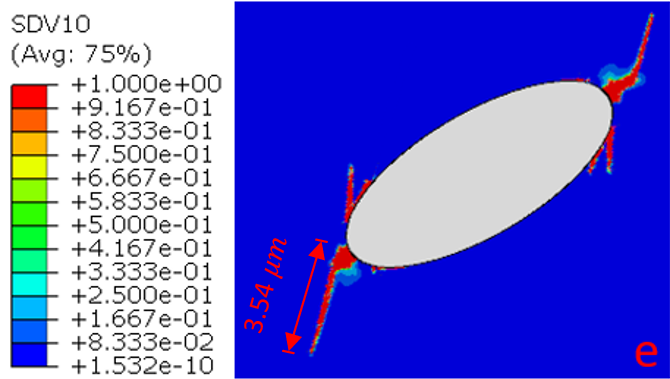 SDV10
(Avg: 75%)
+1.000e+00
+9.167e-01
+8.333e-01
+7.500e-01
+6.667e-01
+5.833e-01
+5.000e-01
+4.167e-01
+3.333e-01
+2.500e-01
+1.667e-01
+8.333e-02
+1.532e-10
3.54 μm
e